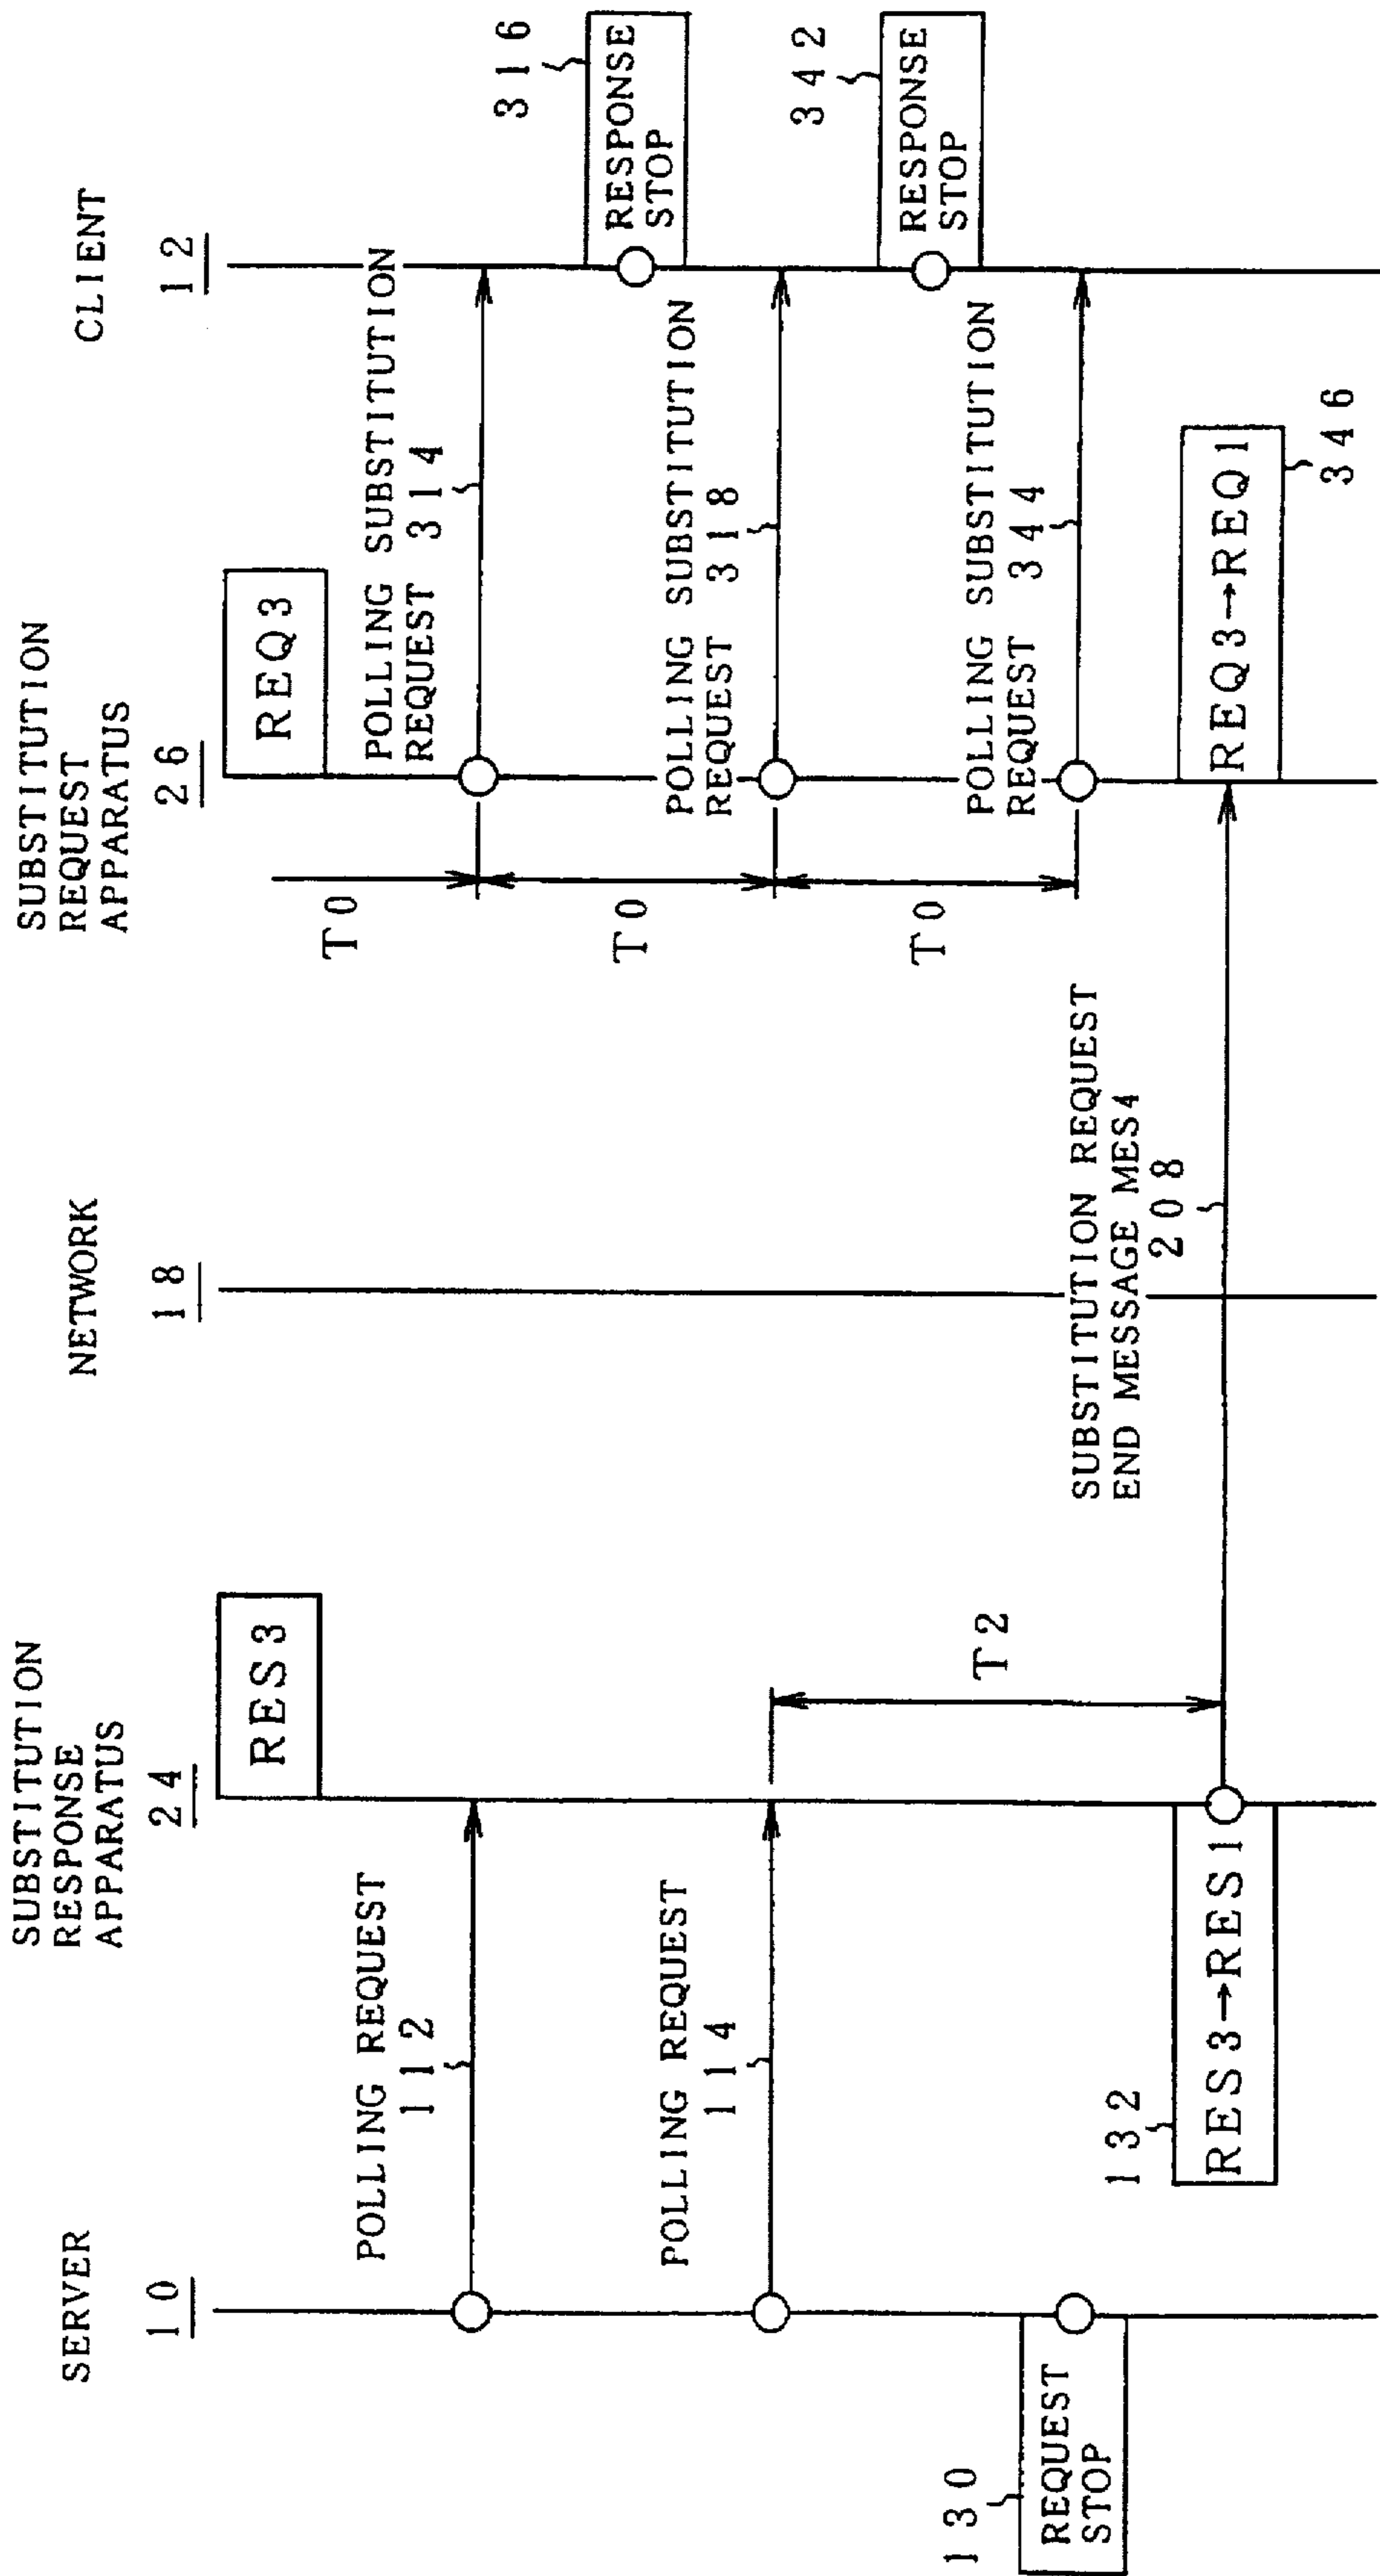 SERVER
10
SUBSTITUTION
RESPONSE
APPARATUS
24
NETWORK
18
SUBSTITUTION
REQUEST
APPARATUS
26
CLIENT
12
RES3
REQ3
T0
POLLING REQUEST
112
POLLING SUBSTITUTION
REQUEST 314
316
RESPONSE
STOP
T0
POLLING REQUEST
114
POLLING SUBSTITUTION
REQUEST 318
342
RESPONSE
STOP
T0
T2
130
REQUEST
STOP
POLLING SUBSTITUTION
REQUEST 344
SUBSTITUTION REQUEST
END MESSAGE MES4
208
132
RES3→RES1
REQ3→REQ1
346